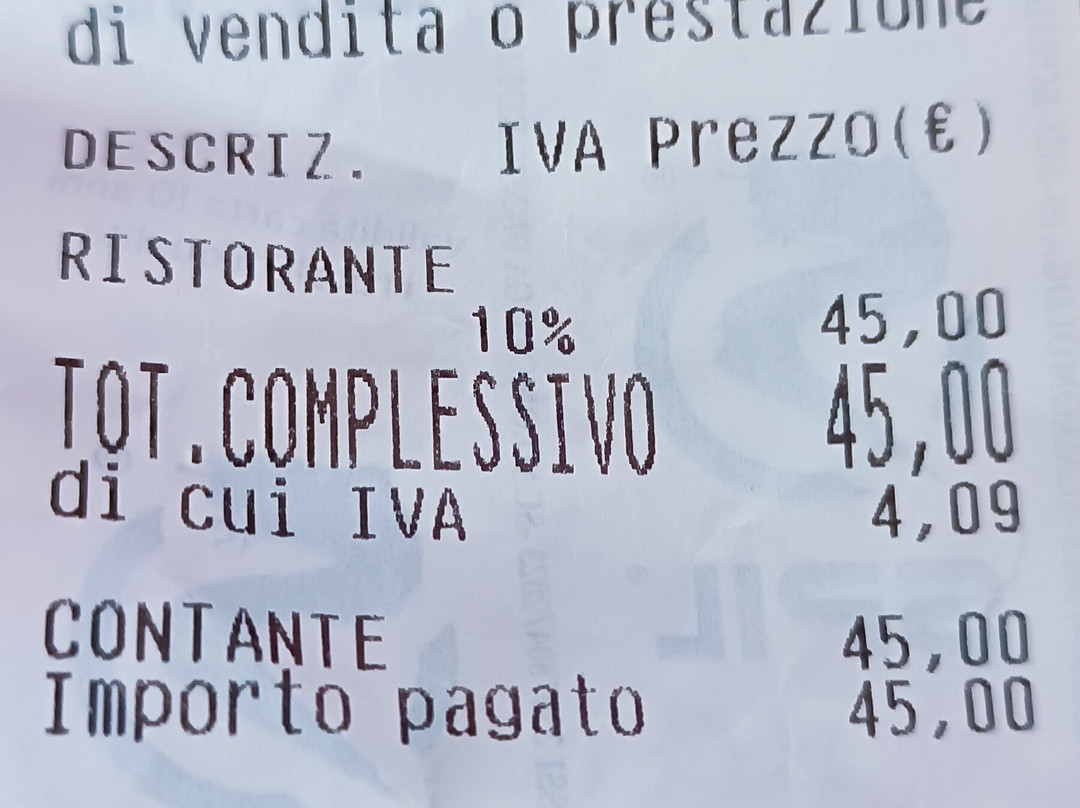 di vendita o prestazione
DESCRIZ. IVA Prezzo(€)
RISTORANTE
10% 45,00
TOT.COMPLESSIVO 45,00
di cui IVA 4,09
CONTANTE 45,00
Importo pagato 45,00